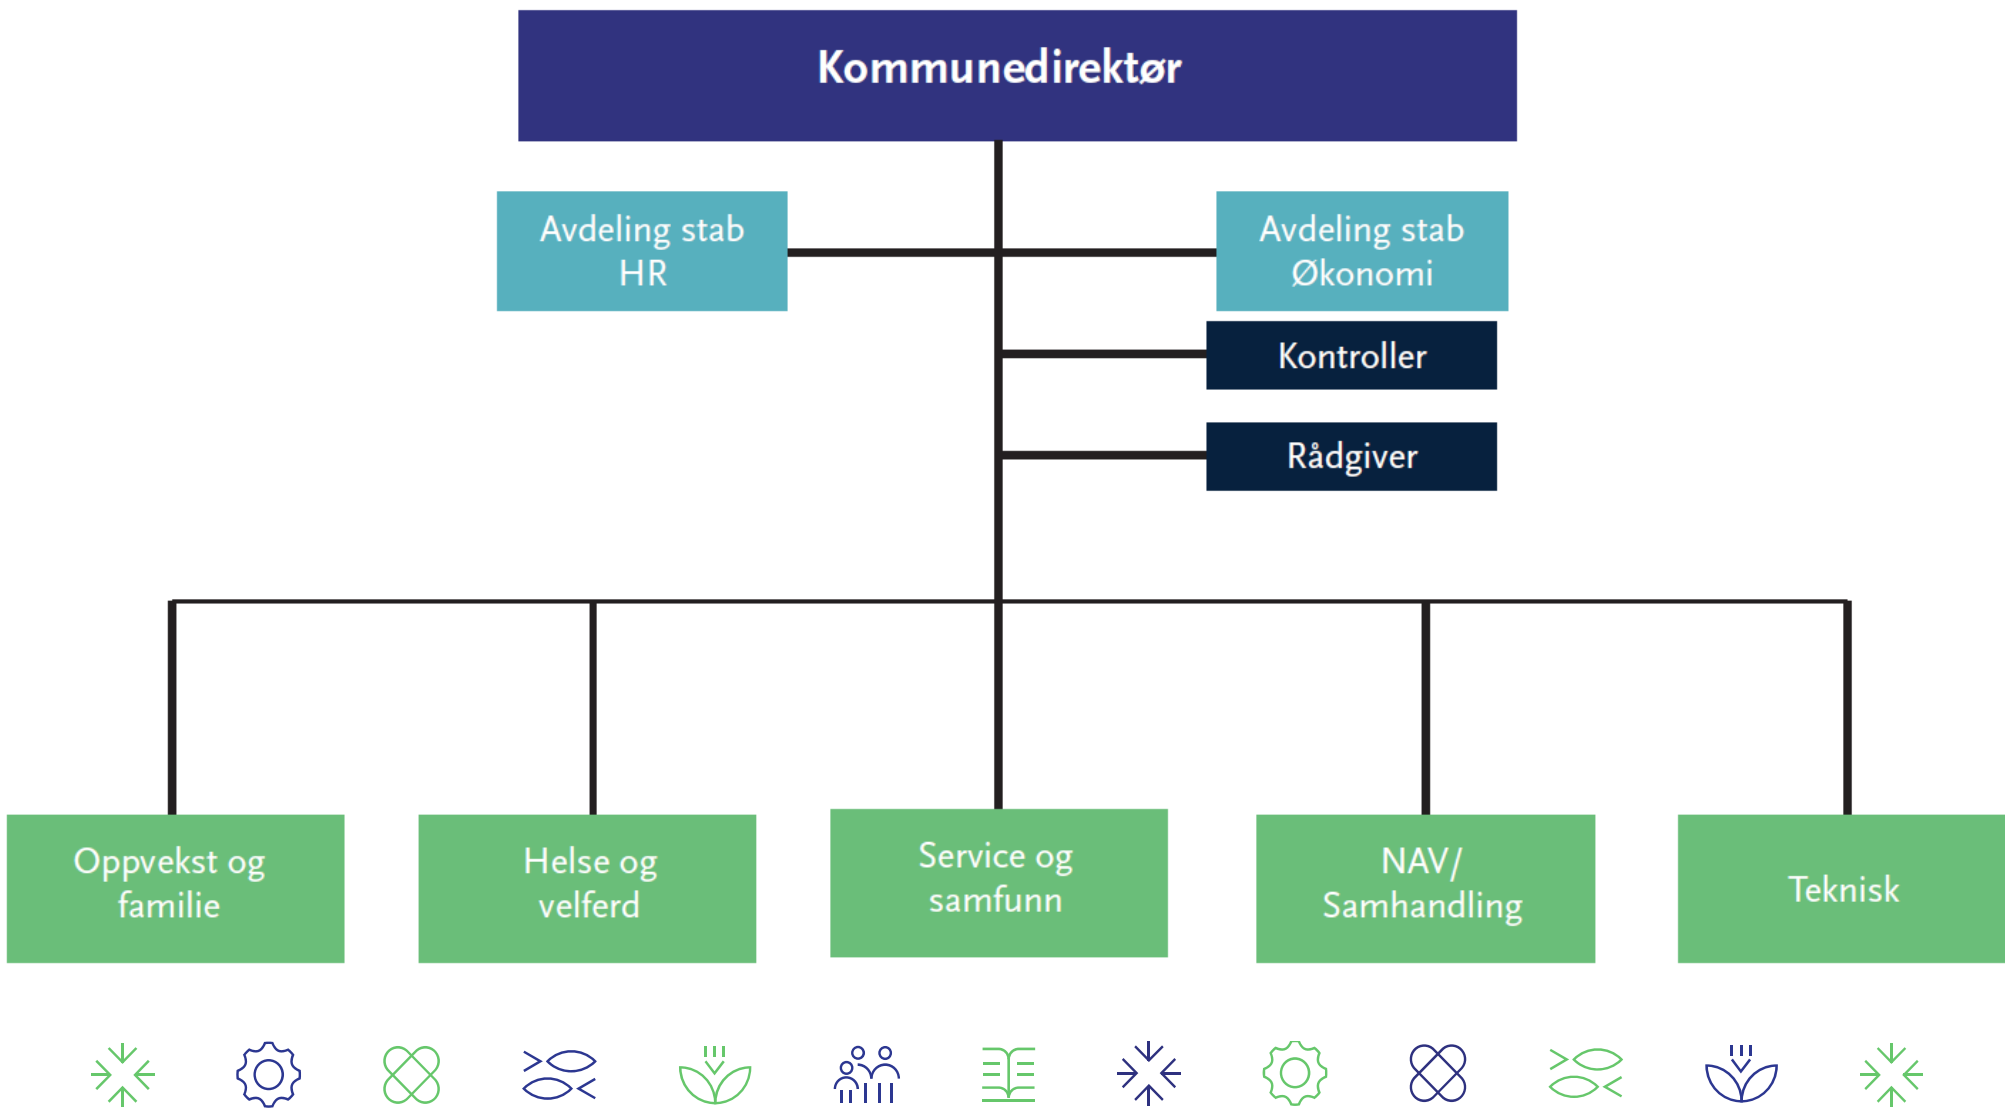 Kommunedirektør
Avdeling stab
HR
Avdeling stab
Økonomi
Kontroller
Rådgiver
Oppvekst og
familie
Helse og
velferd
Service og
samfunn
NAV/
Samhandling
Teknisk